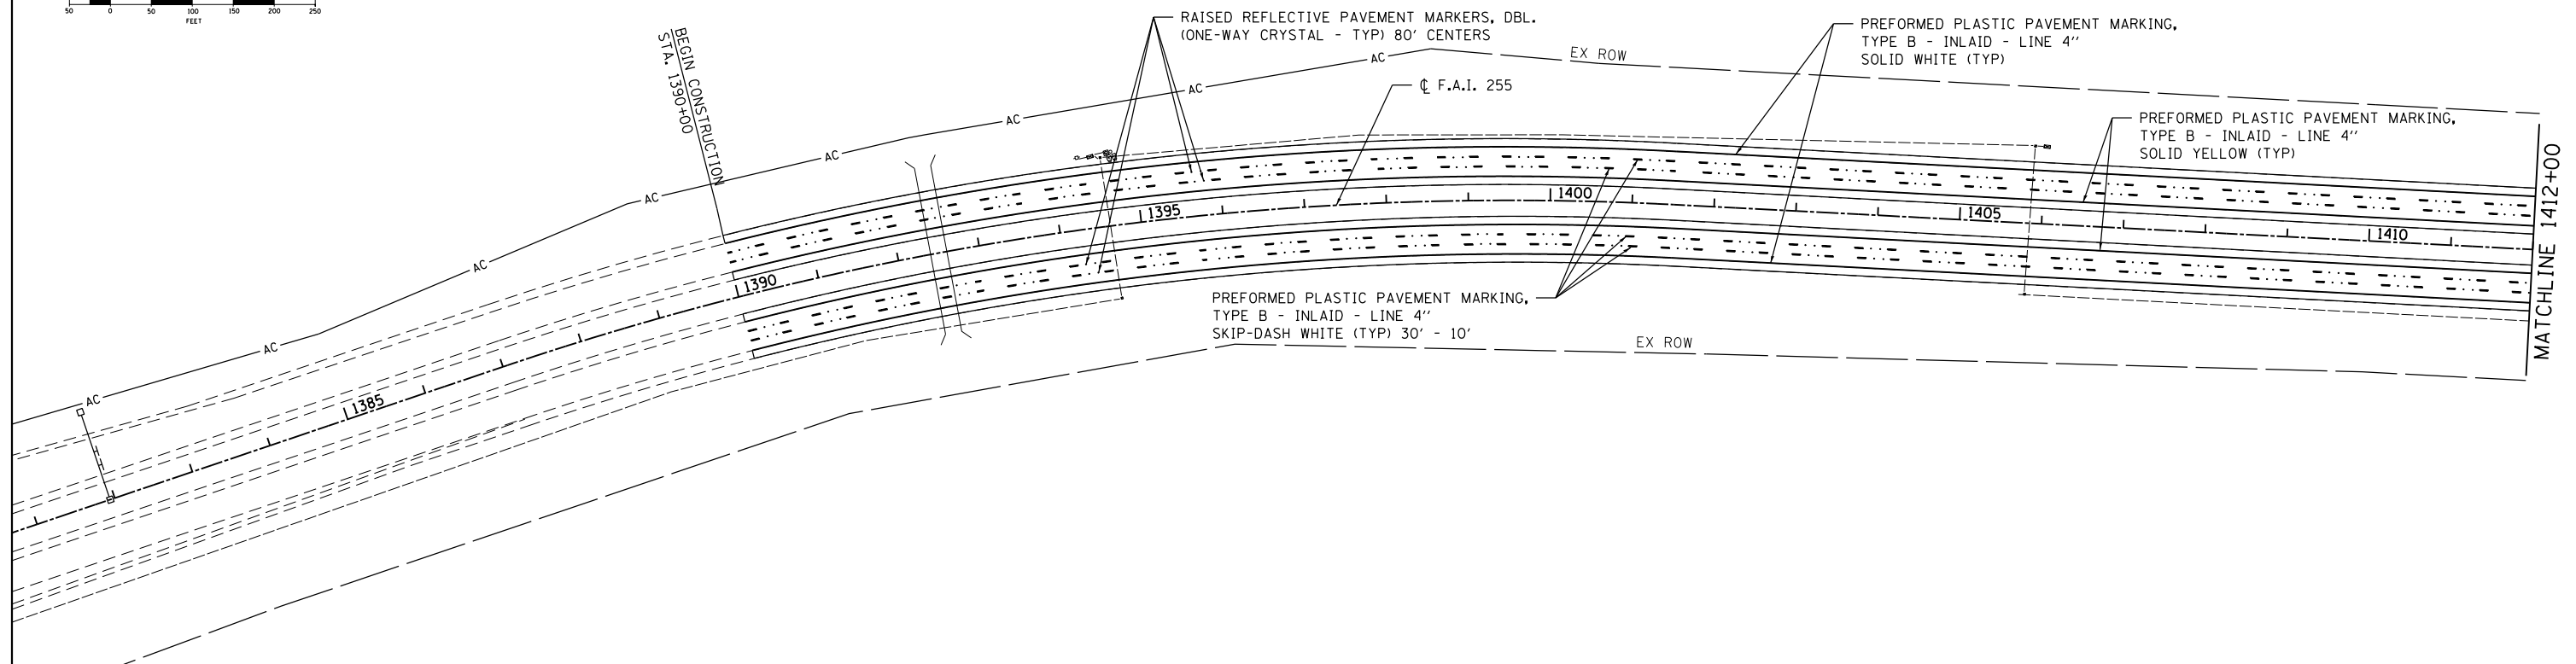 50 0 50 100 150 200 250
FEET
BEGIN CONSTRUCTION
STA. 1390+00
RAISED REFLECTIVE PAVEMENT MARKERS, DBL.
(ONE-WAY CRYSTAL - TYP) 80' CENTERS
℄ F.A.I. 255
EX ROW
PREFORMED PLASTIC PAVEMENT MARKING,
TYPE B - INLAID - LINE 4"
SOLID WHITE (TYP)
PREFORMED PLASTIC PAVEMENT MARKING,
TYPE B - INLAID - LINE 4"
SOLID YELLOW (TYP)
MATCHLINE 1412+00
AC
AC
AC
AC
AC
AC
AC
AC
1385
1390
1395
1400
1405
1410
PREFORMED PLASTIC PAVEMENT MARKING,
TYPE B - INLAID - LINE 4"
SKIP-DASH WHITE (TYP) 30' - 10'
EX ROW